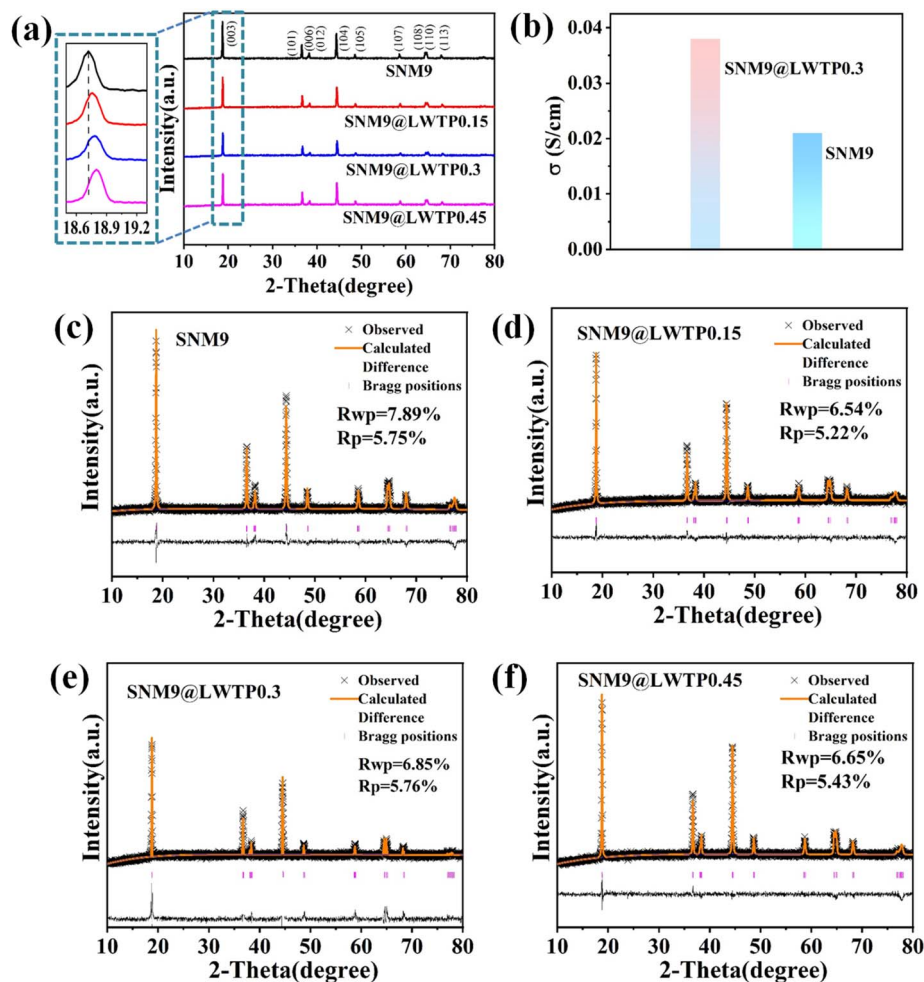 (a)
(003)
(101)
(006)
(012)
(104)
(105)
(107)
(108)
(110)
(113)
SNM9
SNM9@LWTP0.15
SNM9@LWTP0.3
SNM9@LWTP0.45
Intensity(a.u.)
18.6 18.9 19.2
10 20 30 40 50 60 70 80
2-Theta(degree)
(b)
σ (S/cm)
0.04
0.03
0.02
0.01
0.00
SNM9@LWTP0.3
SNM9
(c)
SNM9
Observed
Calculated
Difference
Bragg positions
Rwp=7.89%
Rp=5.75%
Intensity(a.u.)
10 20 30 40 50 60 70 80
2-Theta(degree)
(d)
SNM9@LWTP0.15
Observed
Calculated
Difference
Bragg positions
Rwp=6.54%
Rp=5.22%
Intensity(a.u.)
10 20 30 40 50 60 70 80
2-Theta(degree)
(e)
SNM9@LWTP0.3
Observed
Calculated
Difference
Bragg positions
Rwp=6.85%
Rp=5.76%
Intensity(a.u.)
10 20 30 40 50 60 70 80
2-Theta(degree)
(f)
SNM9@LWTP0.45
Observed
Calculated
Difference
Bragg positions
Rwp=6.65%
Rp=5.43%
Intensity(a.u.)
10 20 30 40 50 60 70 80
2-Theta(degree)